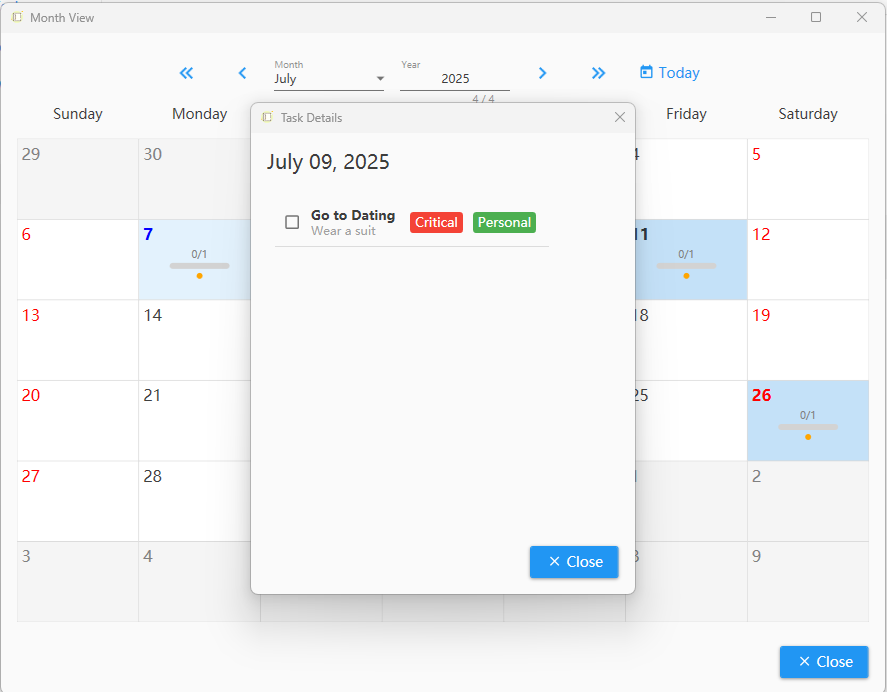 Month View
Month
July
Year
2025
4 / 4
Today
Sunday
Monday
Friday
Saturday
Task Details
July 09, 2025
Go to Dating
Wear a suit
Critical
Personal
Close
29
30
4
5
6
7
0/1
11
0/1
12
13
14
18
19
20
21
25
26
0/1
27
28
2
3
4
9
Close